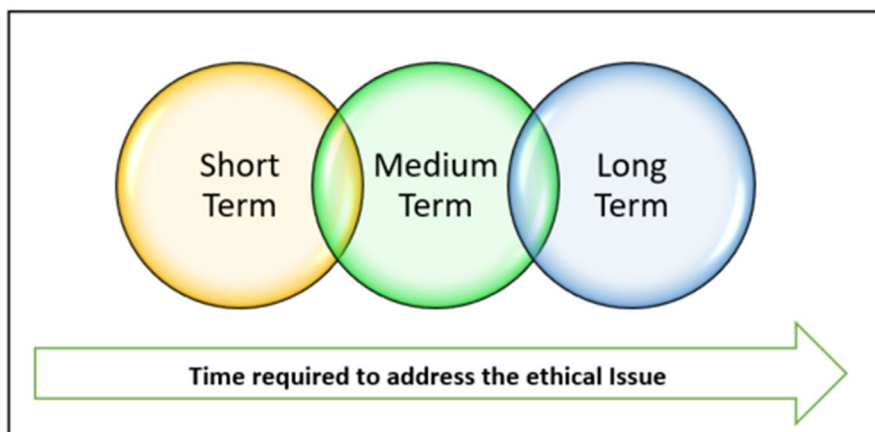 Short
Term
Medium
Term
Long
Term
Time required to address the ethical Issue